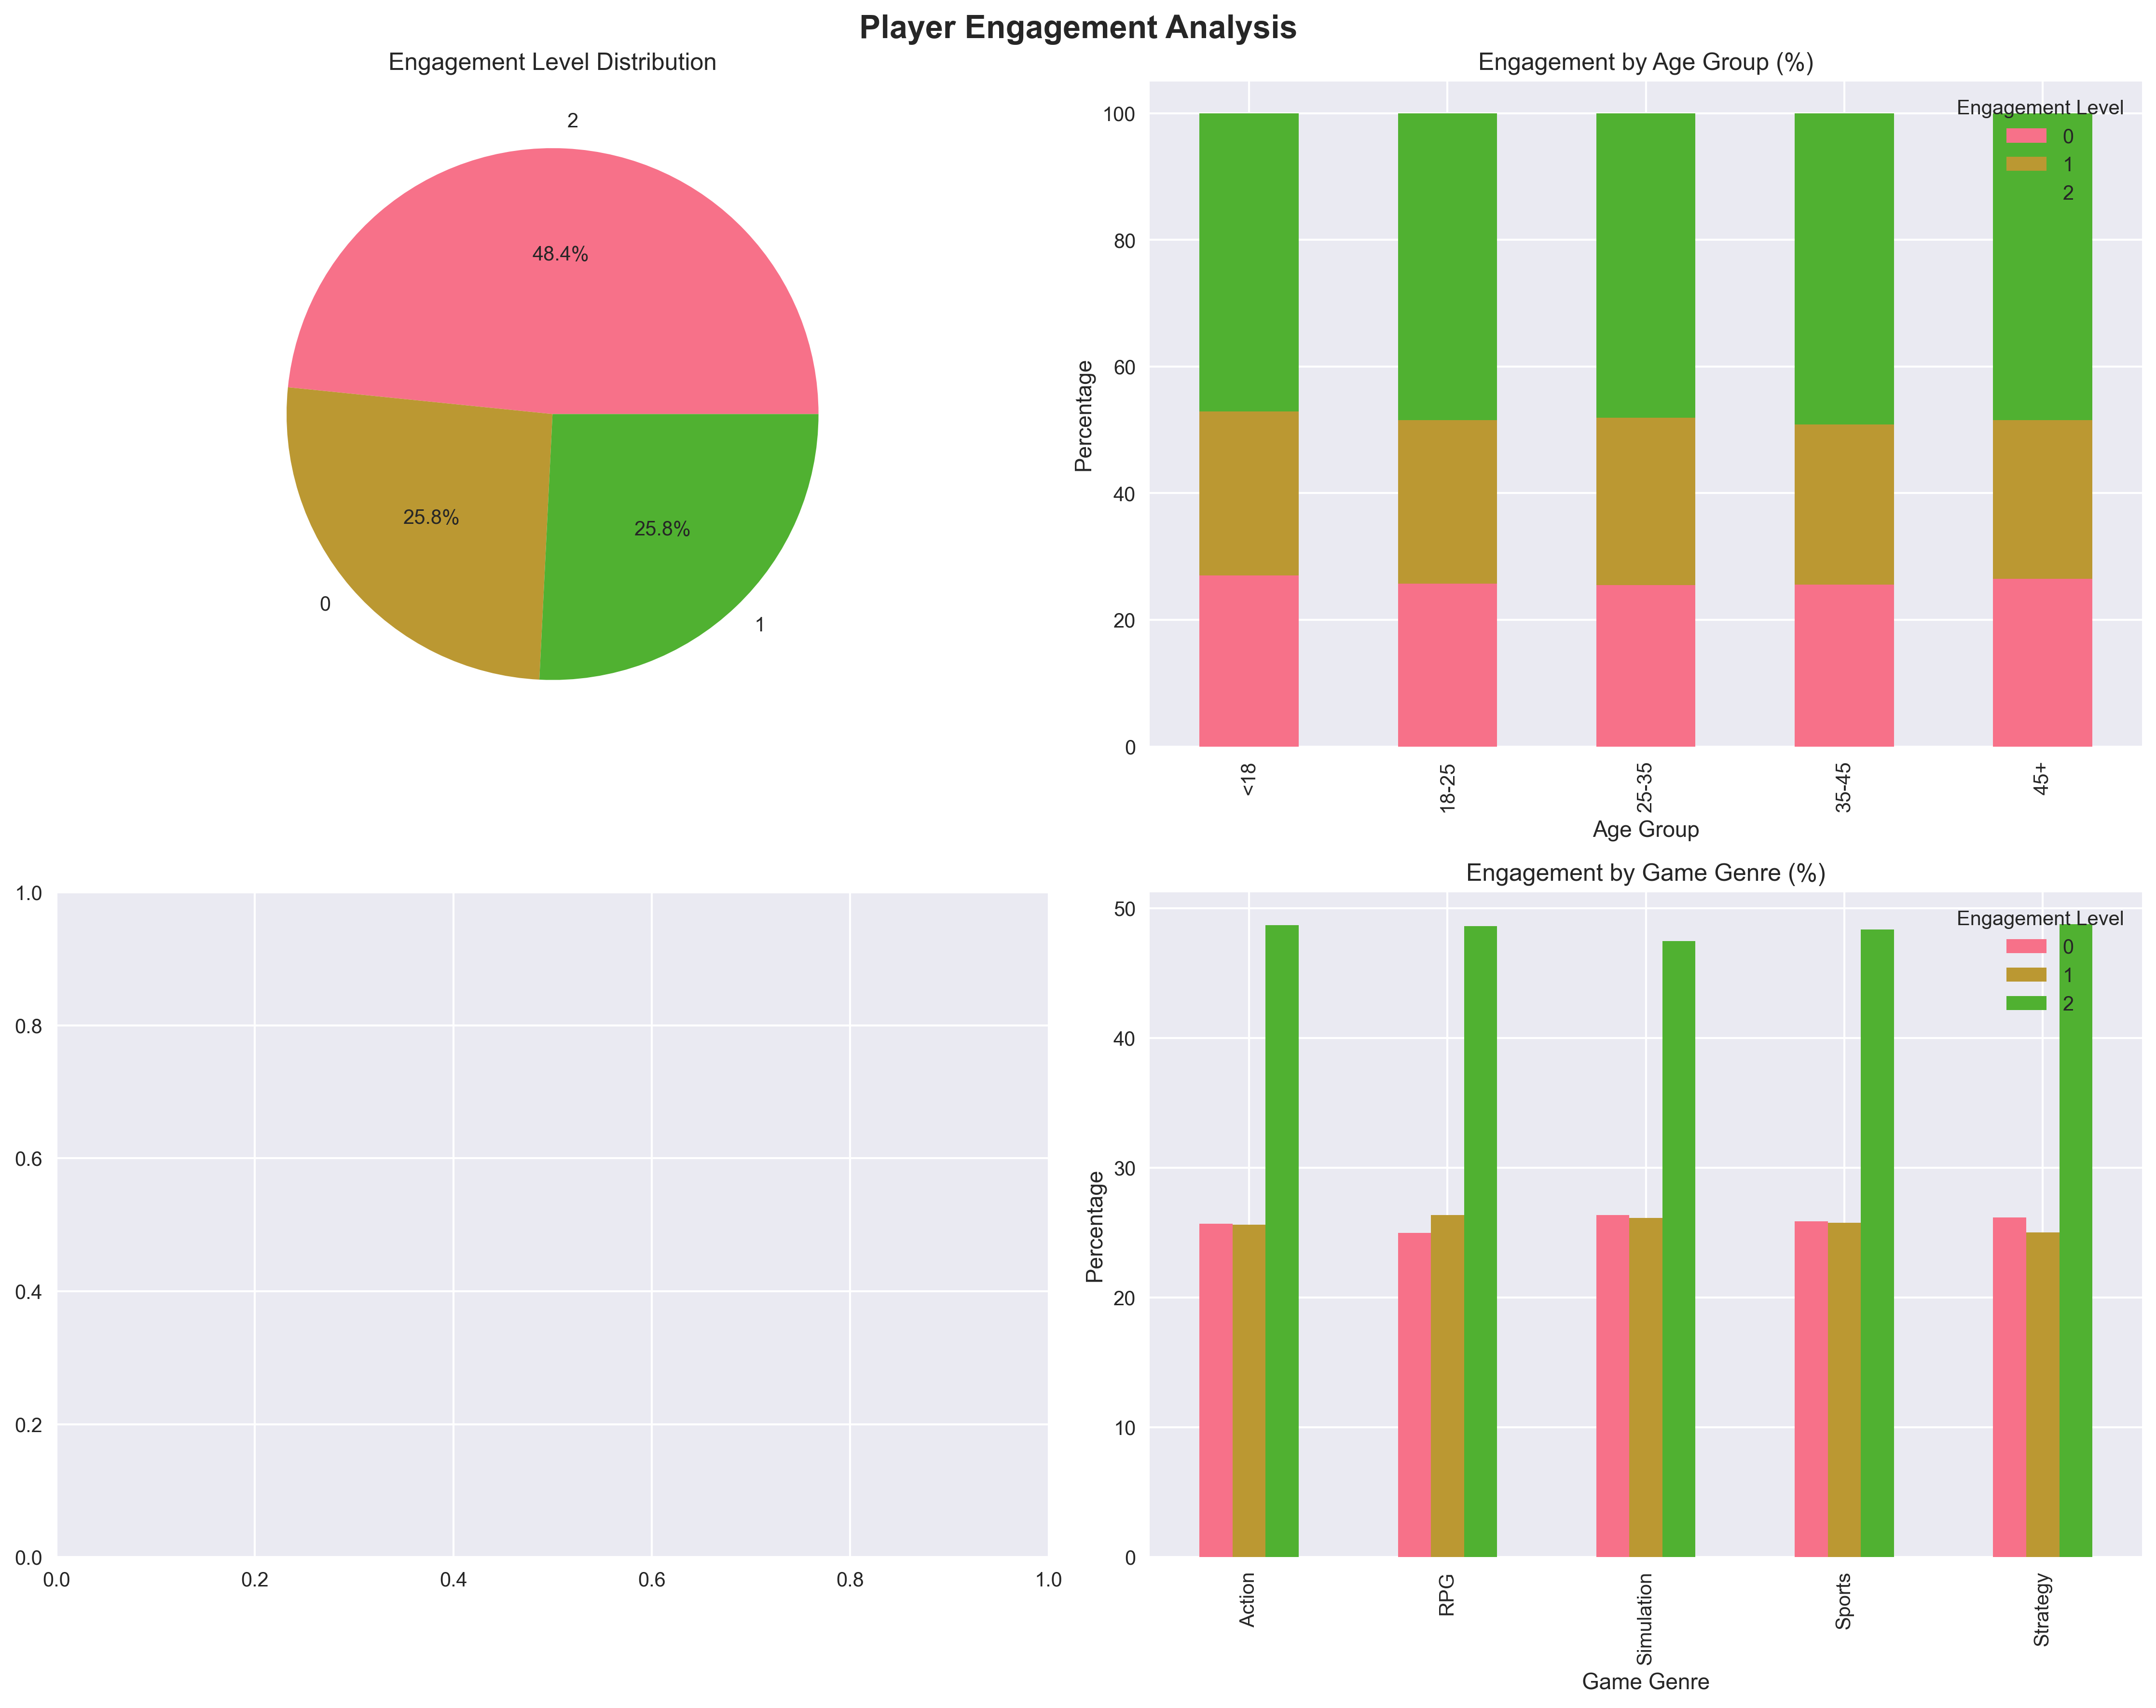 Player Engagement Analysis
Engagement Level Distribution
2
48.4%
25.8%
25.8%
0
1
Engagement by Age Group (%)
Engagement Level
0
1
2
100
80
60
40
20
0
Percentage
<18
18-25
25-35
35-45
45+
Age Group
1.0
0.8
0.6
0.4
0.2
0.0
0.0 0.2 0.4 0.6 0.8 1.0
Engagement by Game Genre (%)
Engagement Level
0
1
2
50
40
30
20
10
0
Percentage
Action
RPG
Simulation
Sports
Strategy
Game Genre